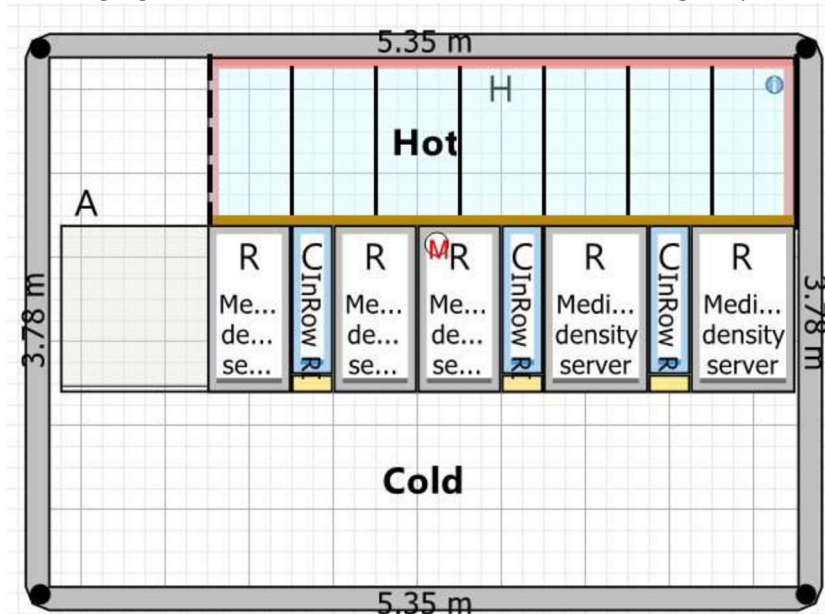 5.35 m
H
Hot
A
R C R M R C R C R
InRow InRow InRow
Me... Me... Me... Medi... Medi...
de... de... de... density density
se... se... se... server server
3.78 m
3.78 m
Cold
5.35 m